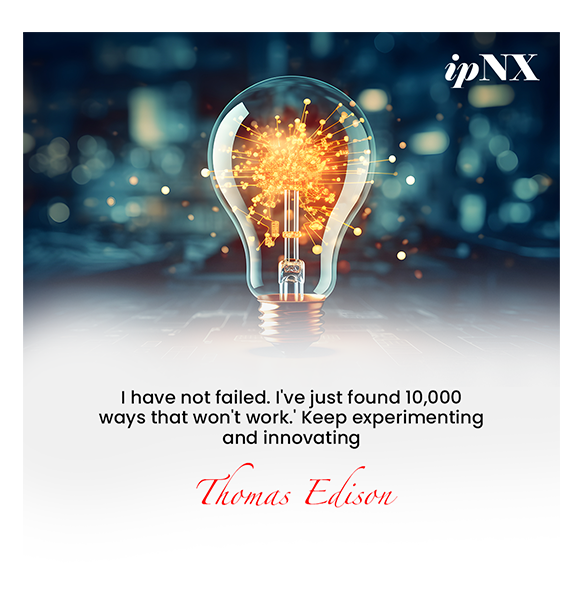 ipNX
I have not failed. I've just found 10,000
ways that won't work.' Keep experimenting
and innovating
Thomas Edison